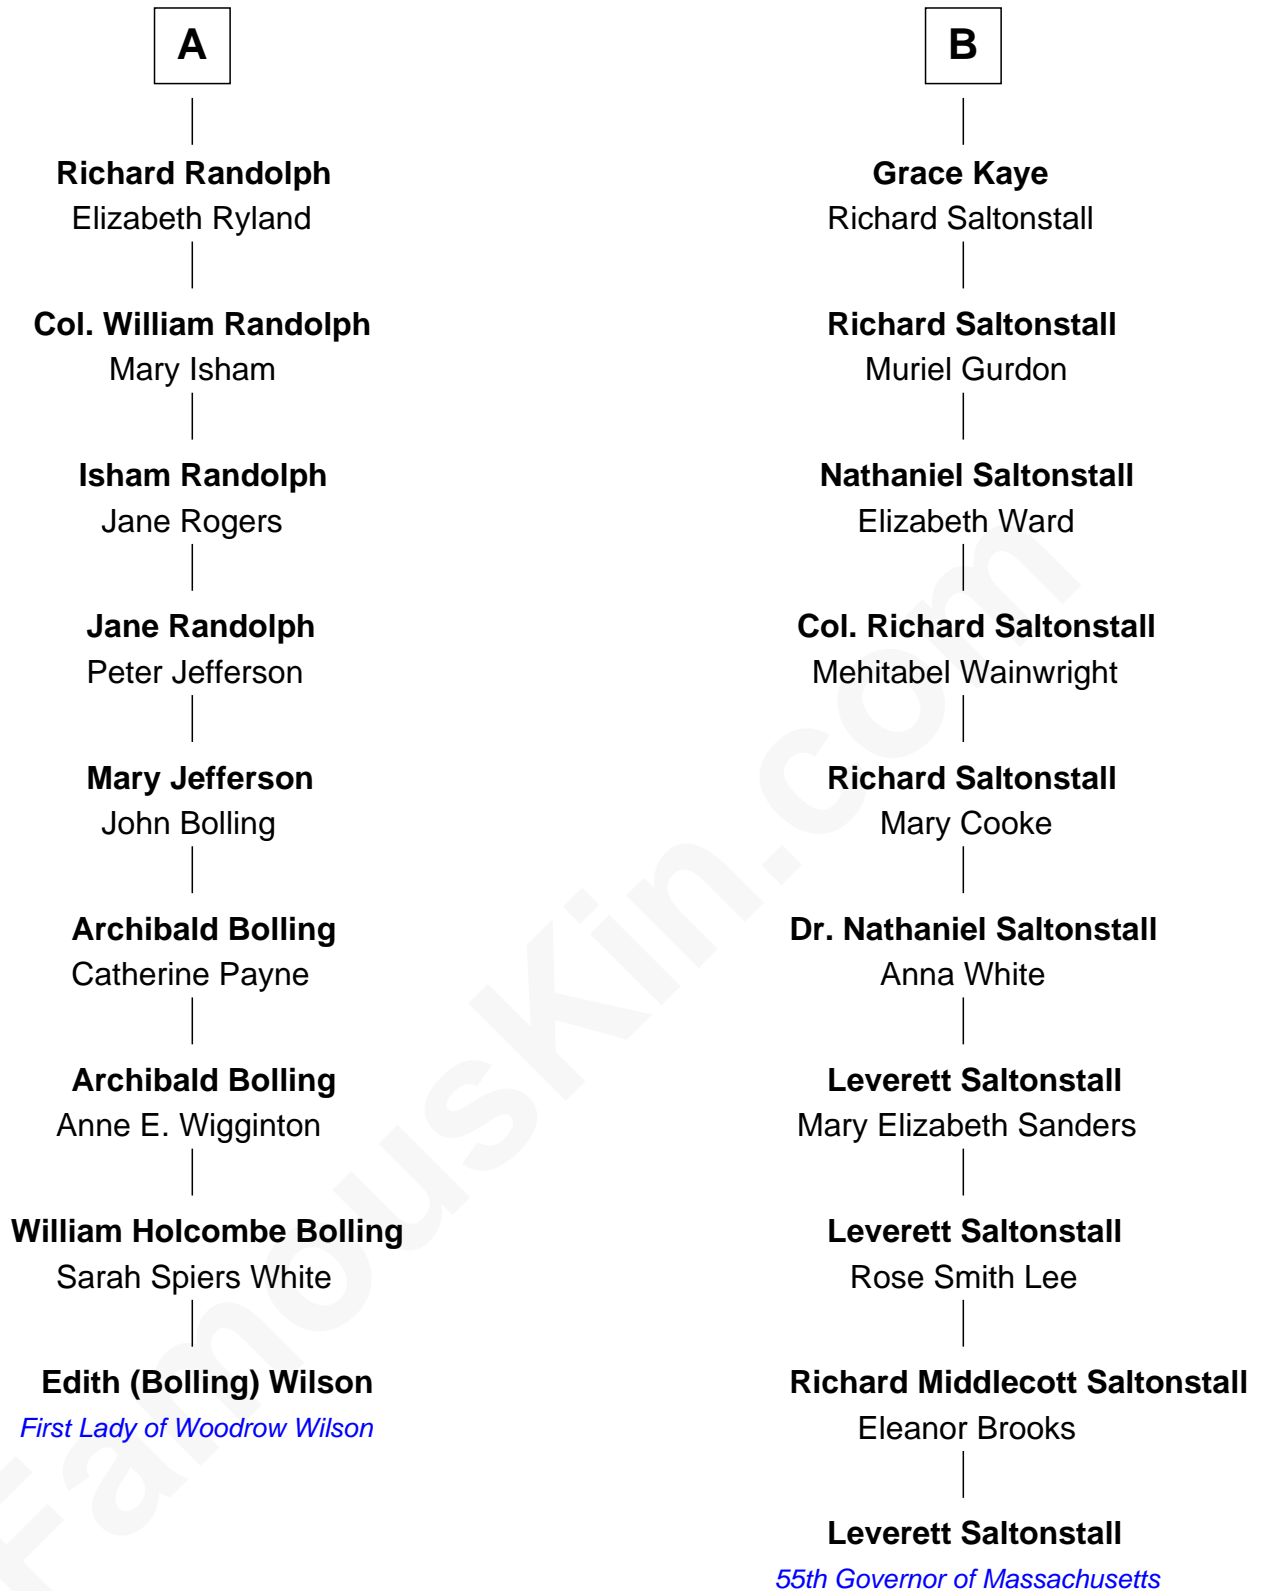 A
Richard Randolph
Elizabeth Ryland
Col. William Randolph
Mary Isham
Isham Randolph
Jane Rogers
Jane Randolph
Peter Jefferson
Mary Jefferson
John Bolling
Archibald Bolling
Catherine Payne
Archibald Bolling
Anne E. Wigginton
William Holcombe Bolling
Sarah Spiers White
Edith (Bolling) Wilson
First Lady of Woodrow Wilson
B
Grace Kaye
Richard Saltonstall
Richard Saltonstall
Muriel Gurdon
Nathaniel Saltonstall
Elizabeth Ward
Col. Richard Saltonstall
Mehitabel Wainwright
Richard Saltonstall
Mary Cooke
Dr. Nathaniel Saltonstall
Anna White
Leverett Saltonstall
Mary Elizabeth Sanders
Leverett Saltonstall
Rose Smith Lee
Richard Middlecott Saltonstall
Eleanor Brooks
Leverett Saltonstall
55th Governor of Massachusetts
FamousKin.com